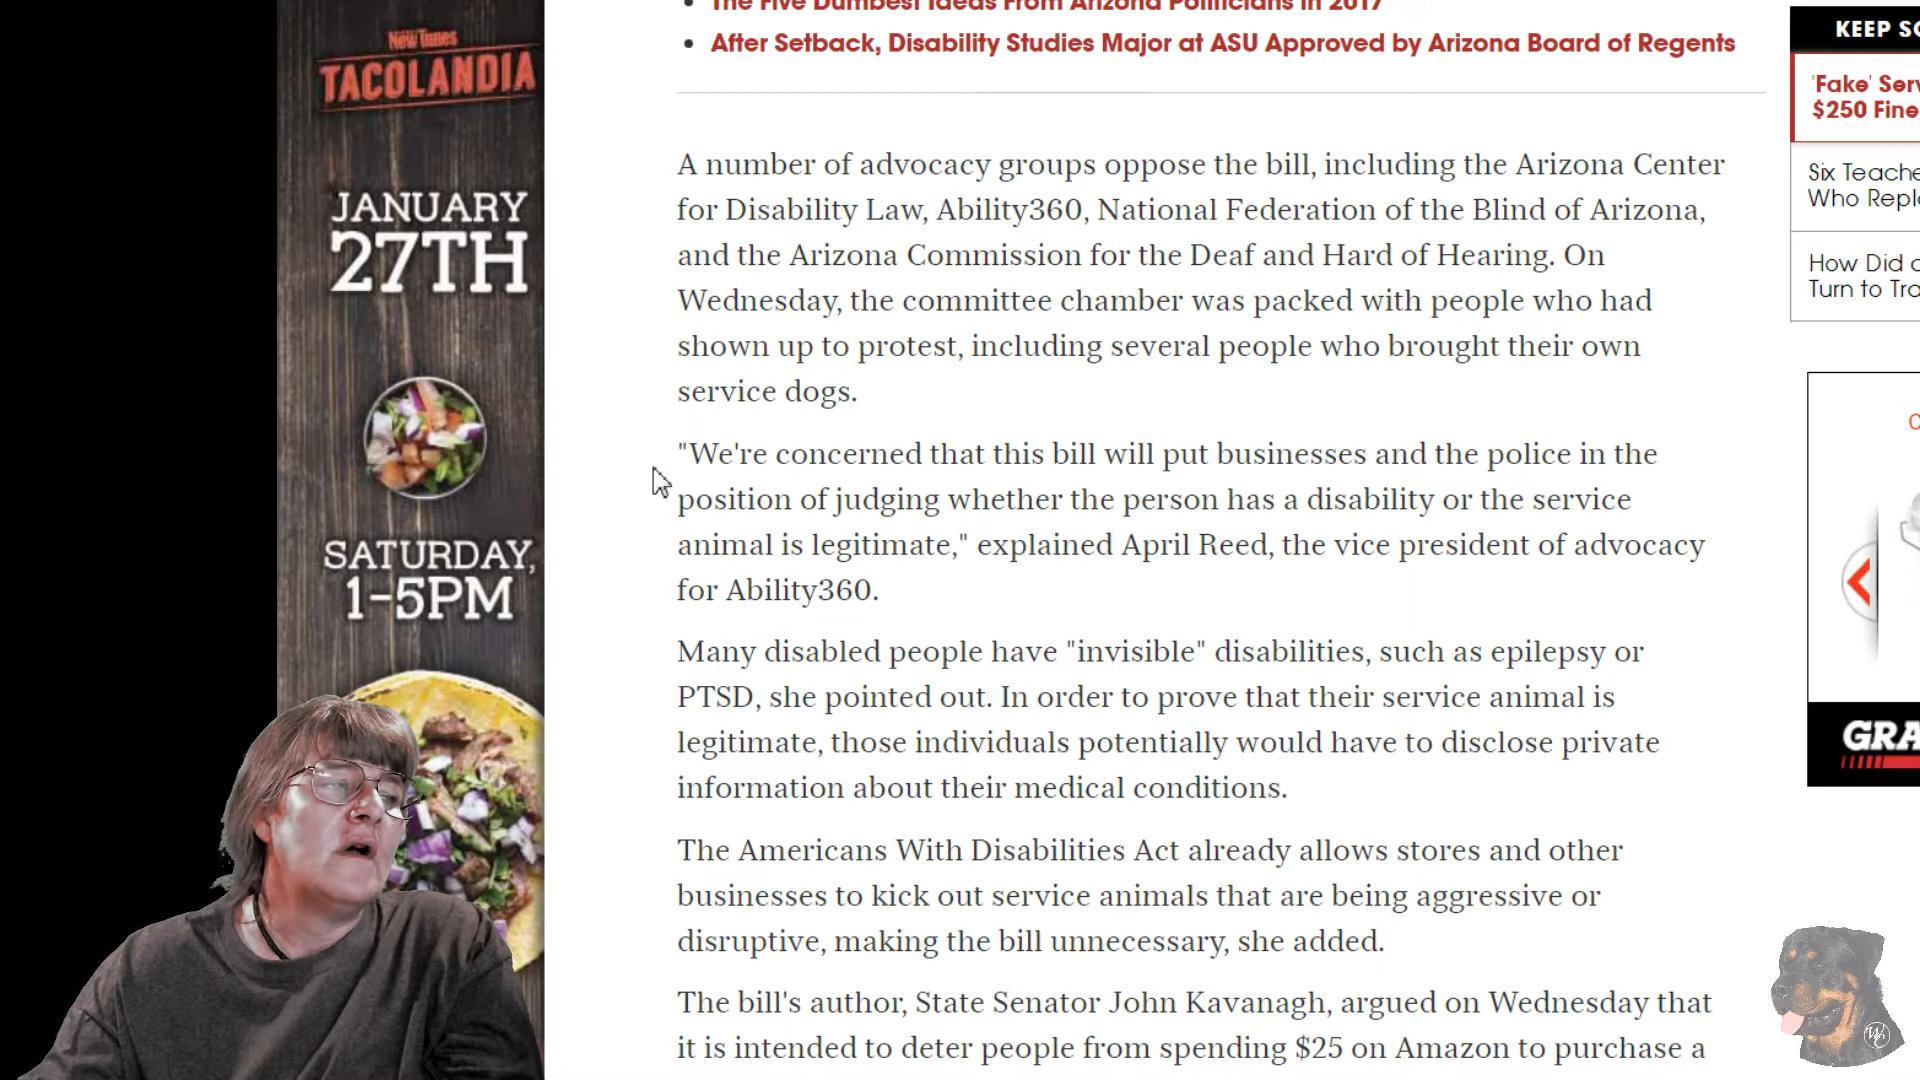 The Five Dumbest Ideas From Arizona Politicians in 2017
After Setback, Disability Studies Major at ASU Approved by Arizona Board of Regents
New Times
TACOLANDIA
JANUARY
27TH
SATURDAY,
1-5PM
A number of advocacy groups oppose the bill, including the Arizona Center
for Disability Law, Ability360, National Federation of the Blind of Arizona,
and the Arizona Commission for the Deaf and Hard of Hearing. On
Wednesday, the committee chamber was packed with people who had
shown up to protest, including several people who brought their own
service dogs.
"We're concerned that this bill will put businesses and the police in the
position of judging whether the person has a disability or the service
animal is legitimate," explained April Reed, the vice president of advocacy
for Ability360.
Many disabled people have "invisible" disabilities, such as epilepsy or
PTSD, she pointed out. In order to prove that their service animal is
legitimate, those individuals potentially would have to disclose private
information about their medical conditions.
The Americans With Disabilities Act already allows stores and other
businesses to kick out service animals that are being aggressive or
disruptive, making the bill unnecessary, she added.
The bill's author, State Senator John Kavanagh, argued on Wednesday that
it is intended to deter people from spending $25 on Amazon to purchase a
KEEP
'Fake'
$250 Fine
Six
Who
How Did
Turn to